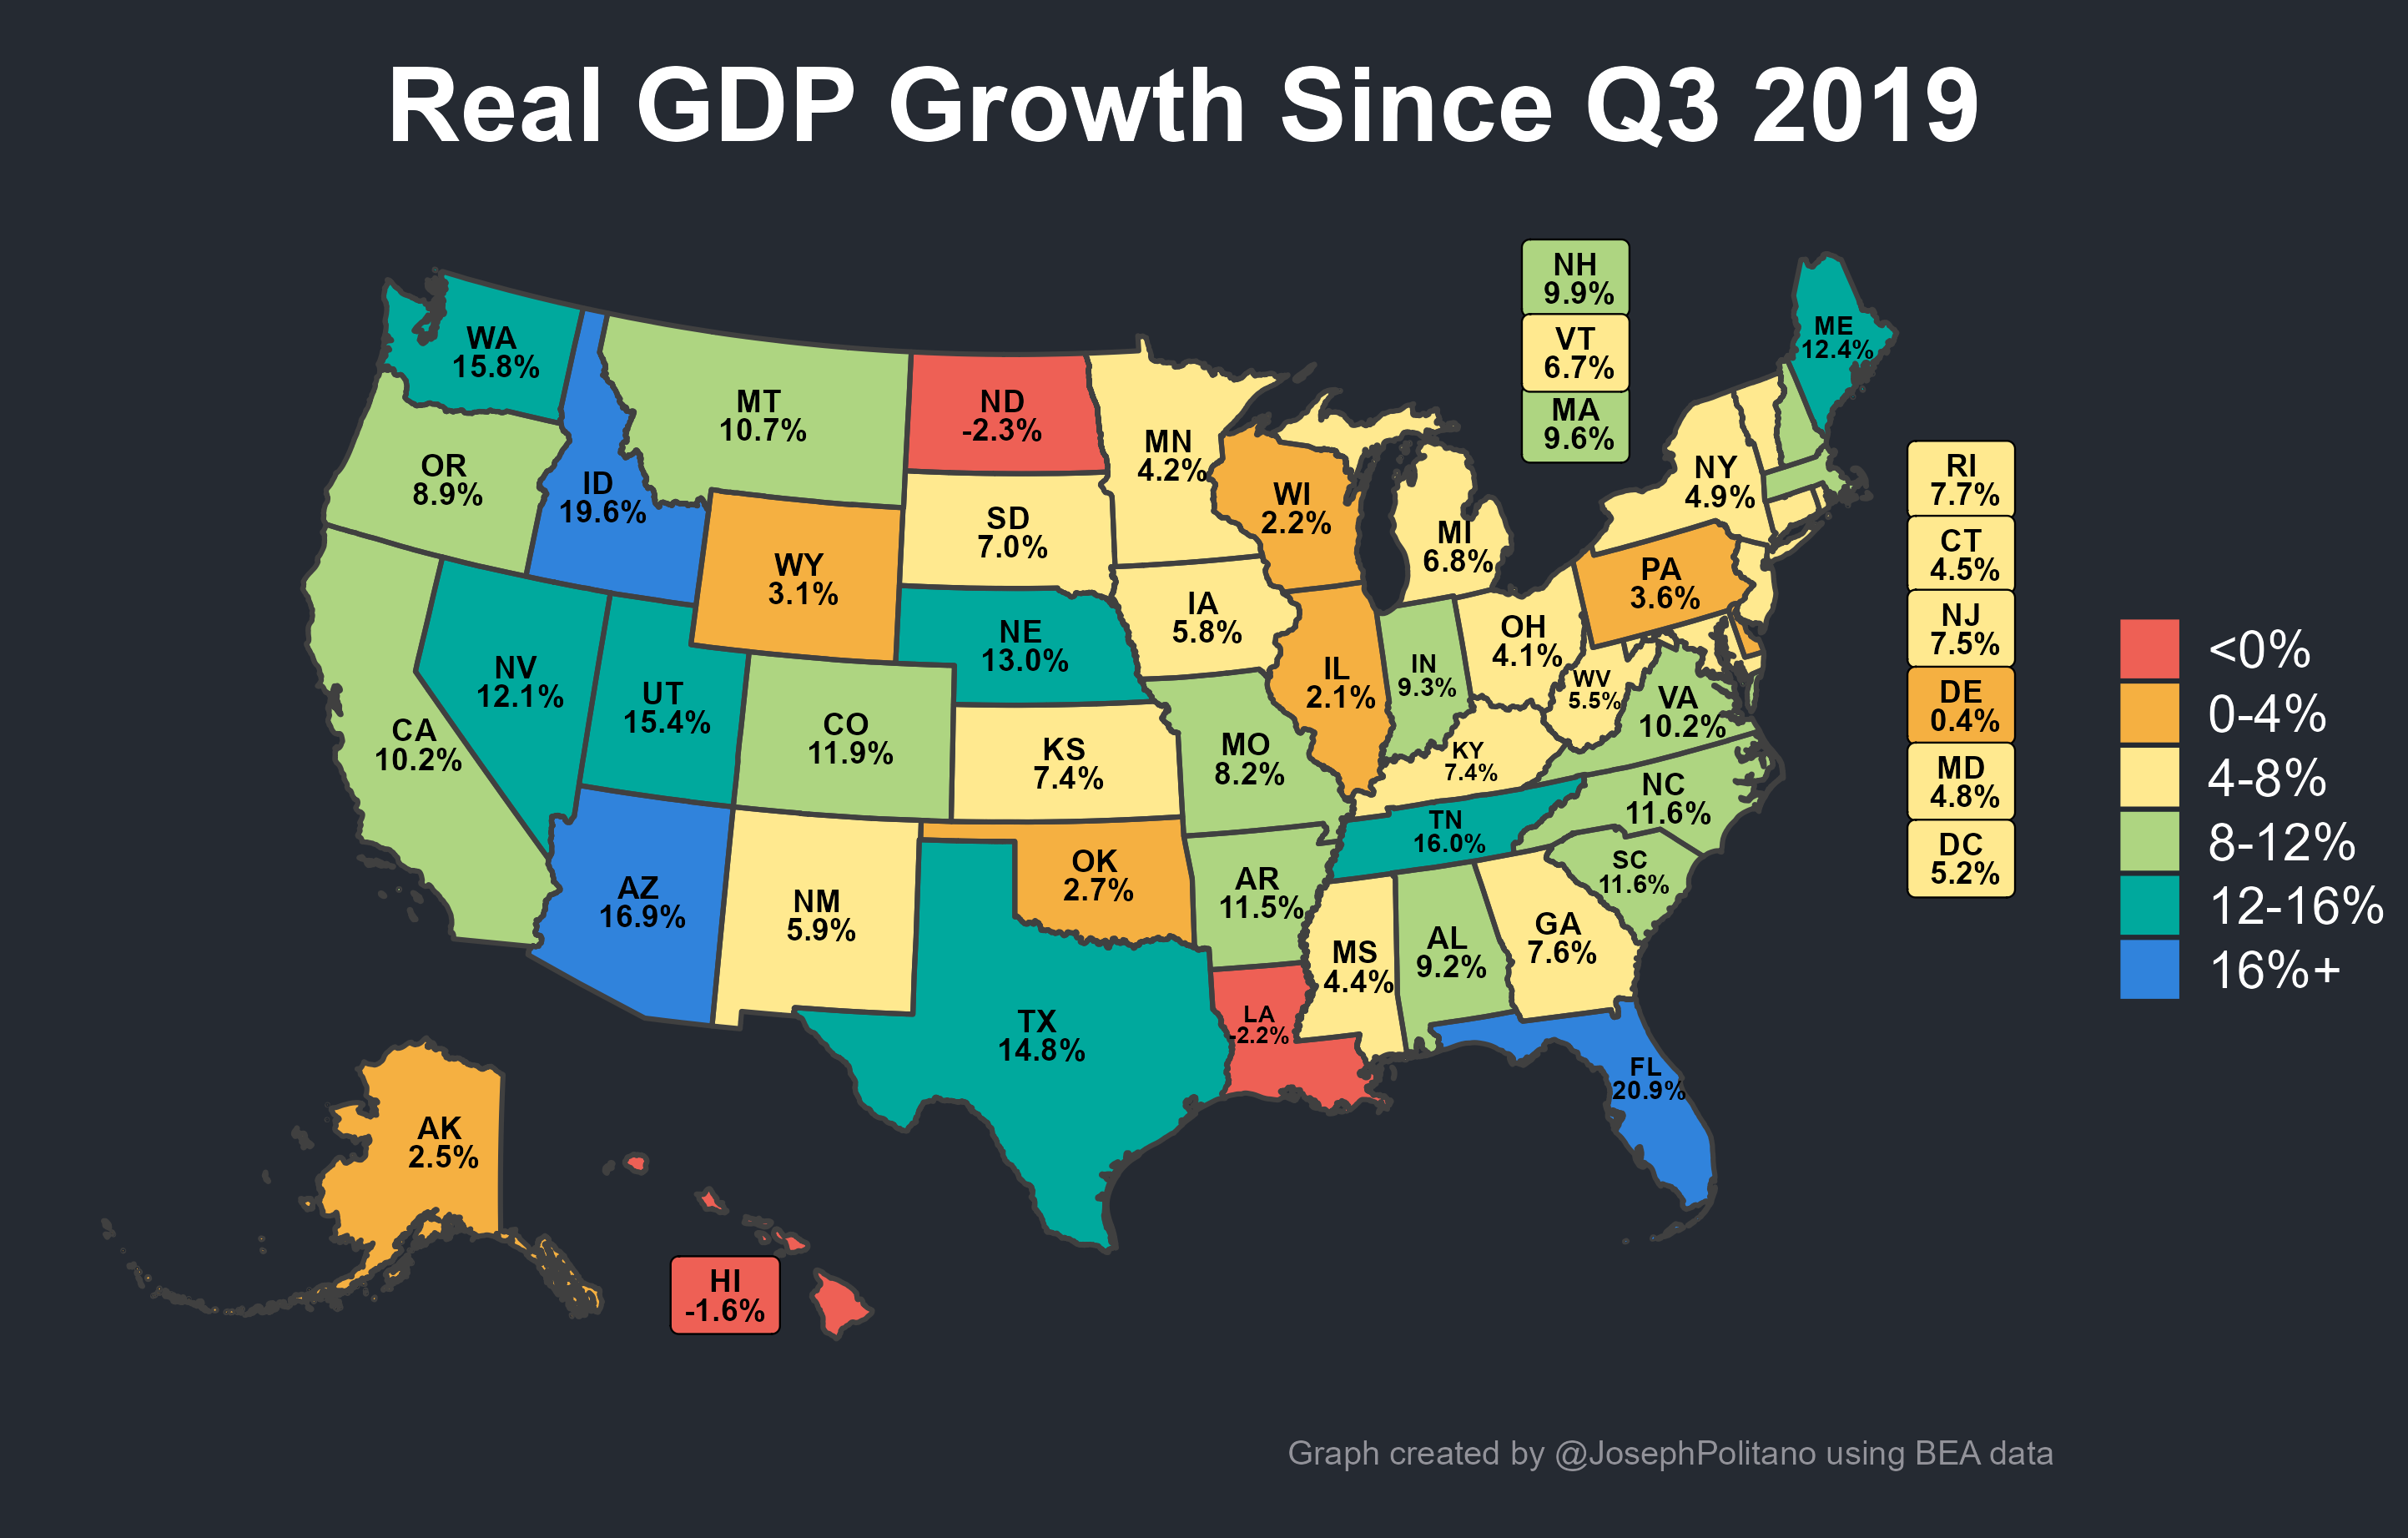 Real GDP Growth Since Q3 2019
NH
9.9%
VT
6.7%
MA
9.6%
ME
12.4%
WA
15.8%
MT
10.7%
ND
-2.3%
MN
4.2%
OR
8.9%
ID
19.6%
WI
2.2%
NY
4.9%
RI
7.7%
SD
7.0%
MI
6.8%
CT
4.5%
WY
3.1%
PA
3.6%
IA
5.8%
NJ
7.5%
NE
13.0%
OH
4.1%
NV
12.1%
UT
15.4%
IL
2.1%
IN
9.3%
WV
5.5%
VA
10.2%
DE
0.4%
CA
10.2%
CO
11.9%
KS
7.4%
MO
8.2%
KY
7.4%
MD
4.8%
NC
11.6%
TN
16.0%
DC
5.2%
OK
2.7%
AR
11.5%
SC
11.6%
AZ
16.9%
NM
5.9%
MS
4.4%
AL
9.2%
GA
7.6%
TX
14.8%
LA
-2.2%
FL
20.9%
AK
2.5%
HI
-1.6%
<0%
0-4%
4-8%
8-12%
12-16%
16%+
Graph created by @JosephPolitano using BEA data